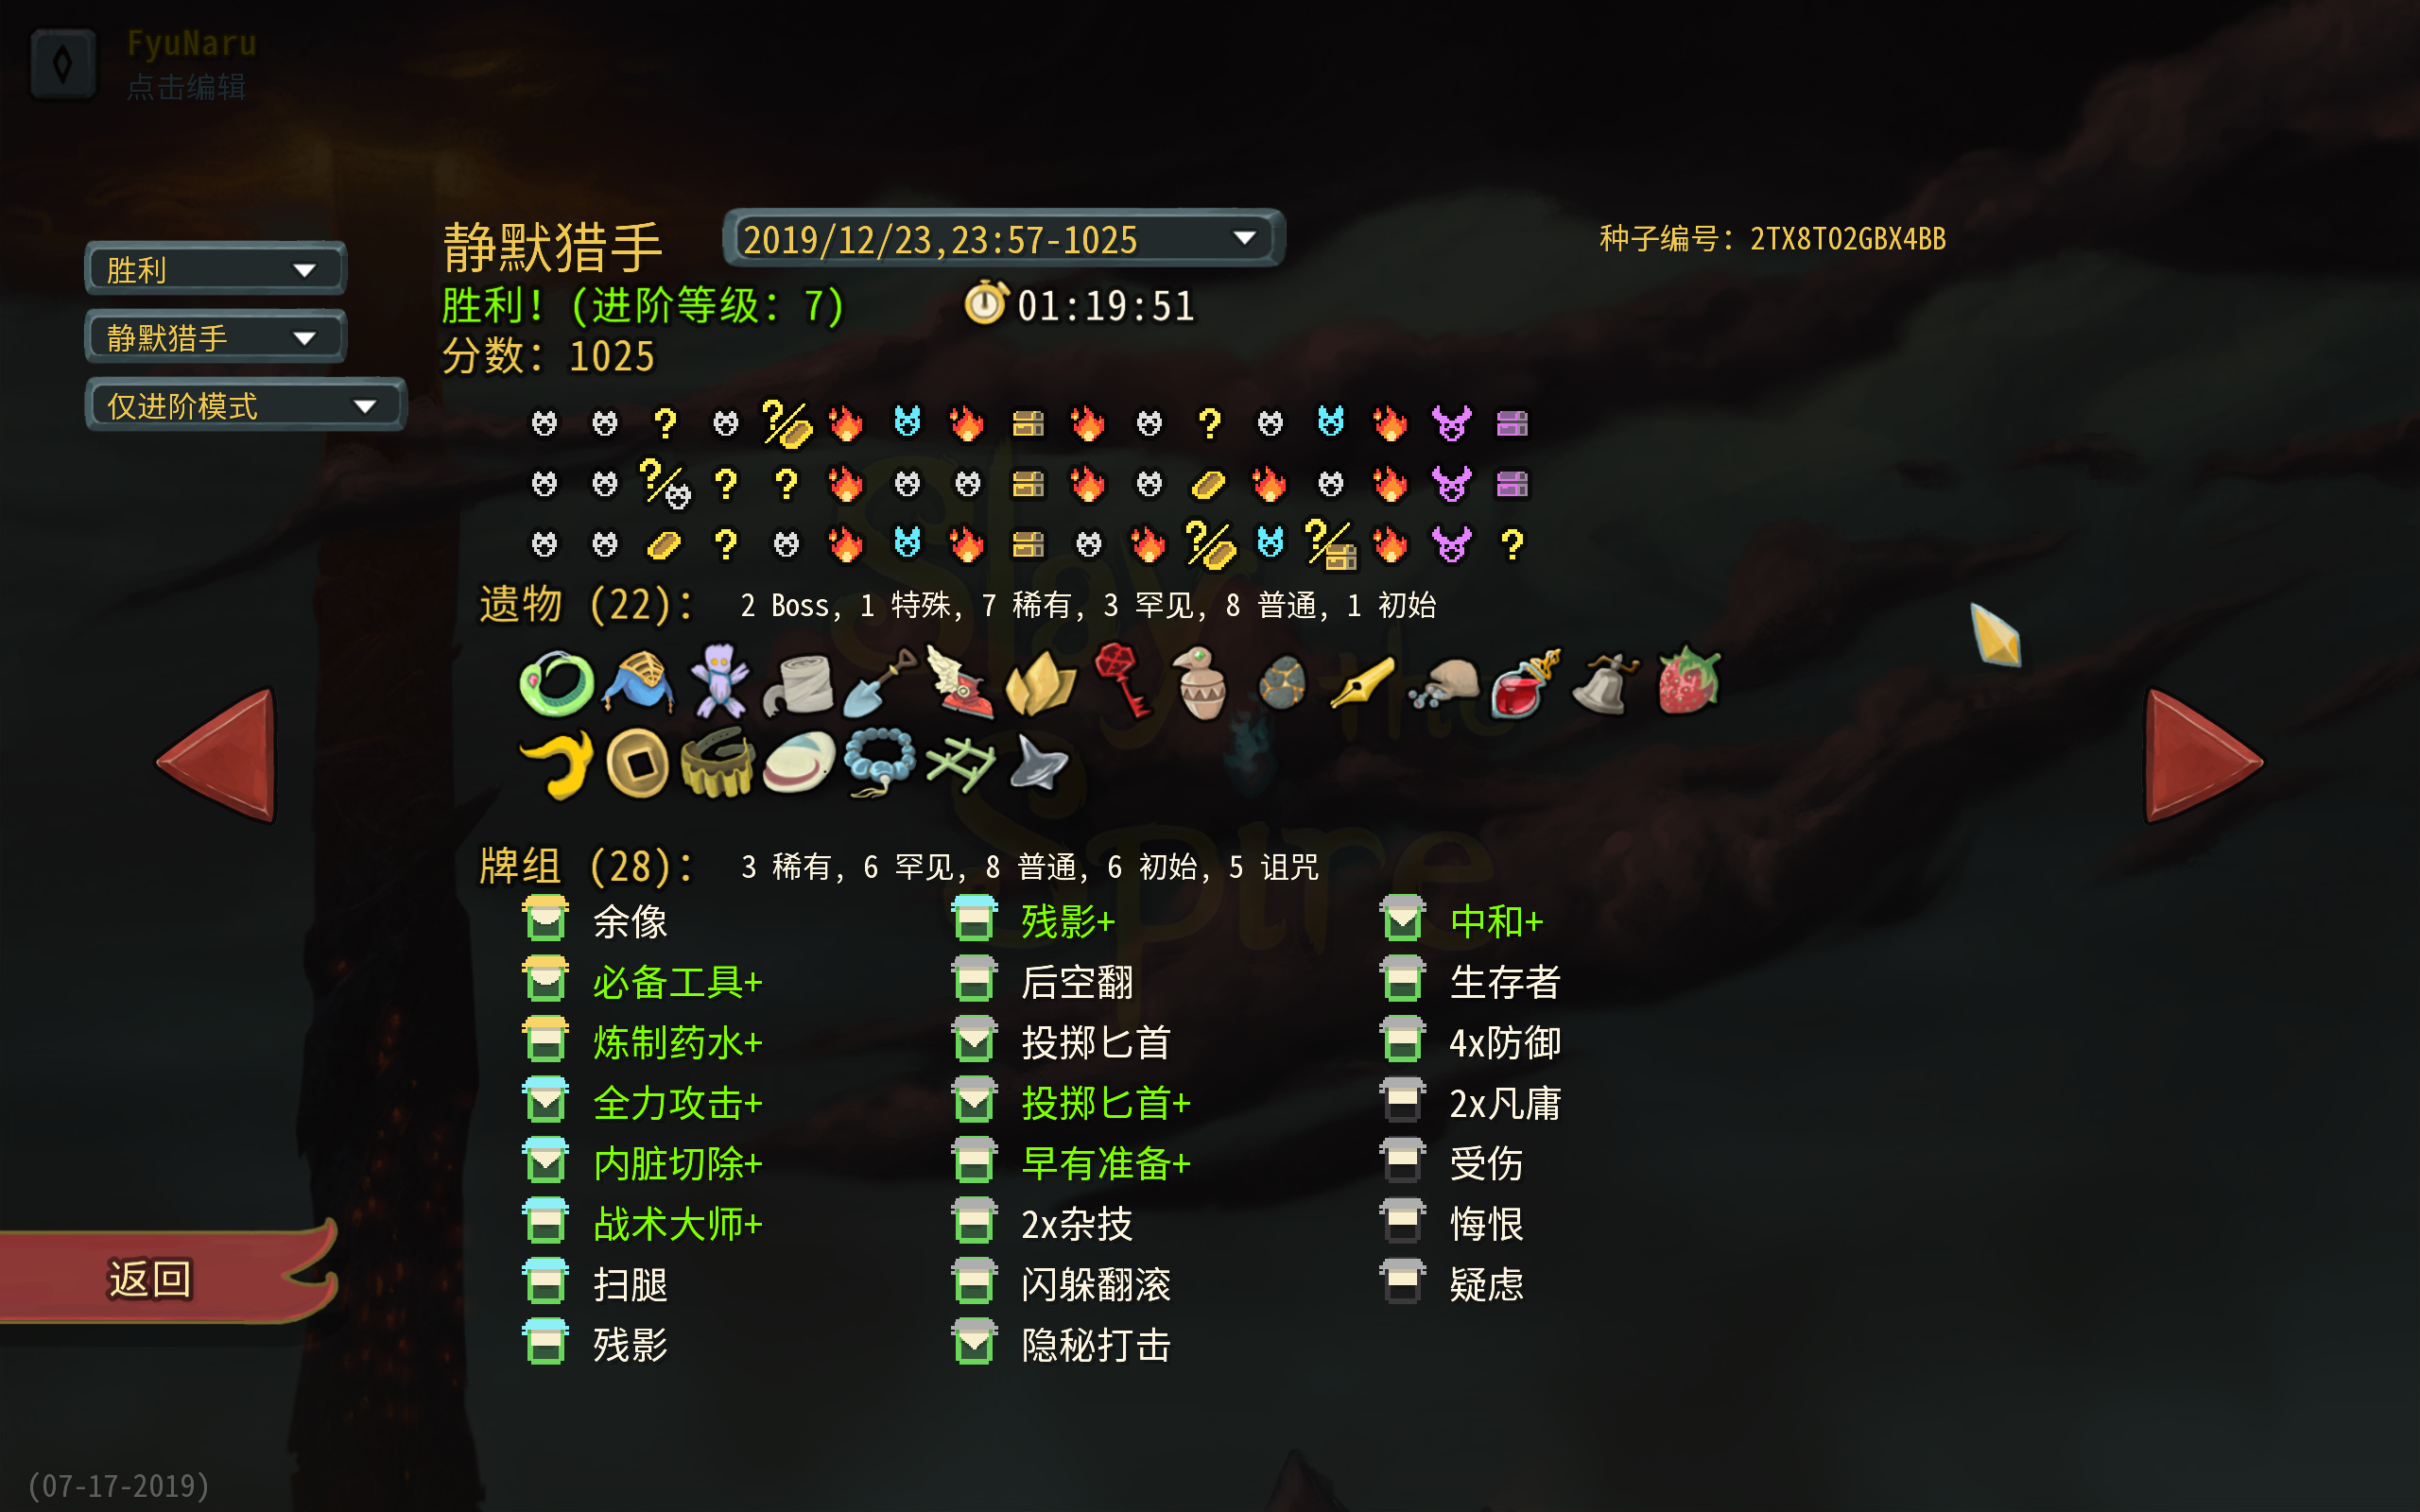 FyuNaru
点击编辑
静默猎手
2019/12/23,23:57-1025
种子编号: 2TX8TO2GBX4BB
胜利
静默猎手
仅进阶模式
胜利! (进阶等级: 7)
01:19:51
分数: 1025
遗物 (22):
2 Boss, 1 特殊, 7 稀有, 3 罕见, 8 普通, 1 初始
牌组 (28):
3 稀有, 6 罕见, 8 普通, 6 初始, 5 诅咒
余像
必备工具+
炼制药水+
全力攻击+
内脏切除+
战术大师+
扫腿
残影
残影+
后空翻
投掷匕首
投掷匕首+
早有准备+
2x杂技
闪躲翻滚
隐秘打击
中和+
生存者
4x防御
2x凡庸
受伤
悔恨
疑虑
返回
Slay
the
Spire
(07-17-2019)